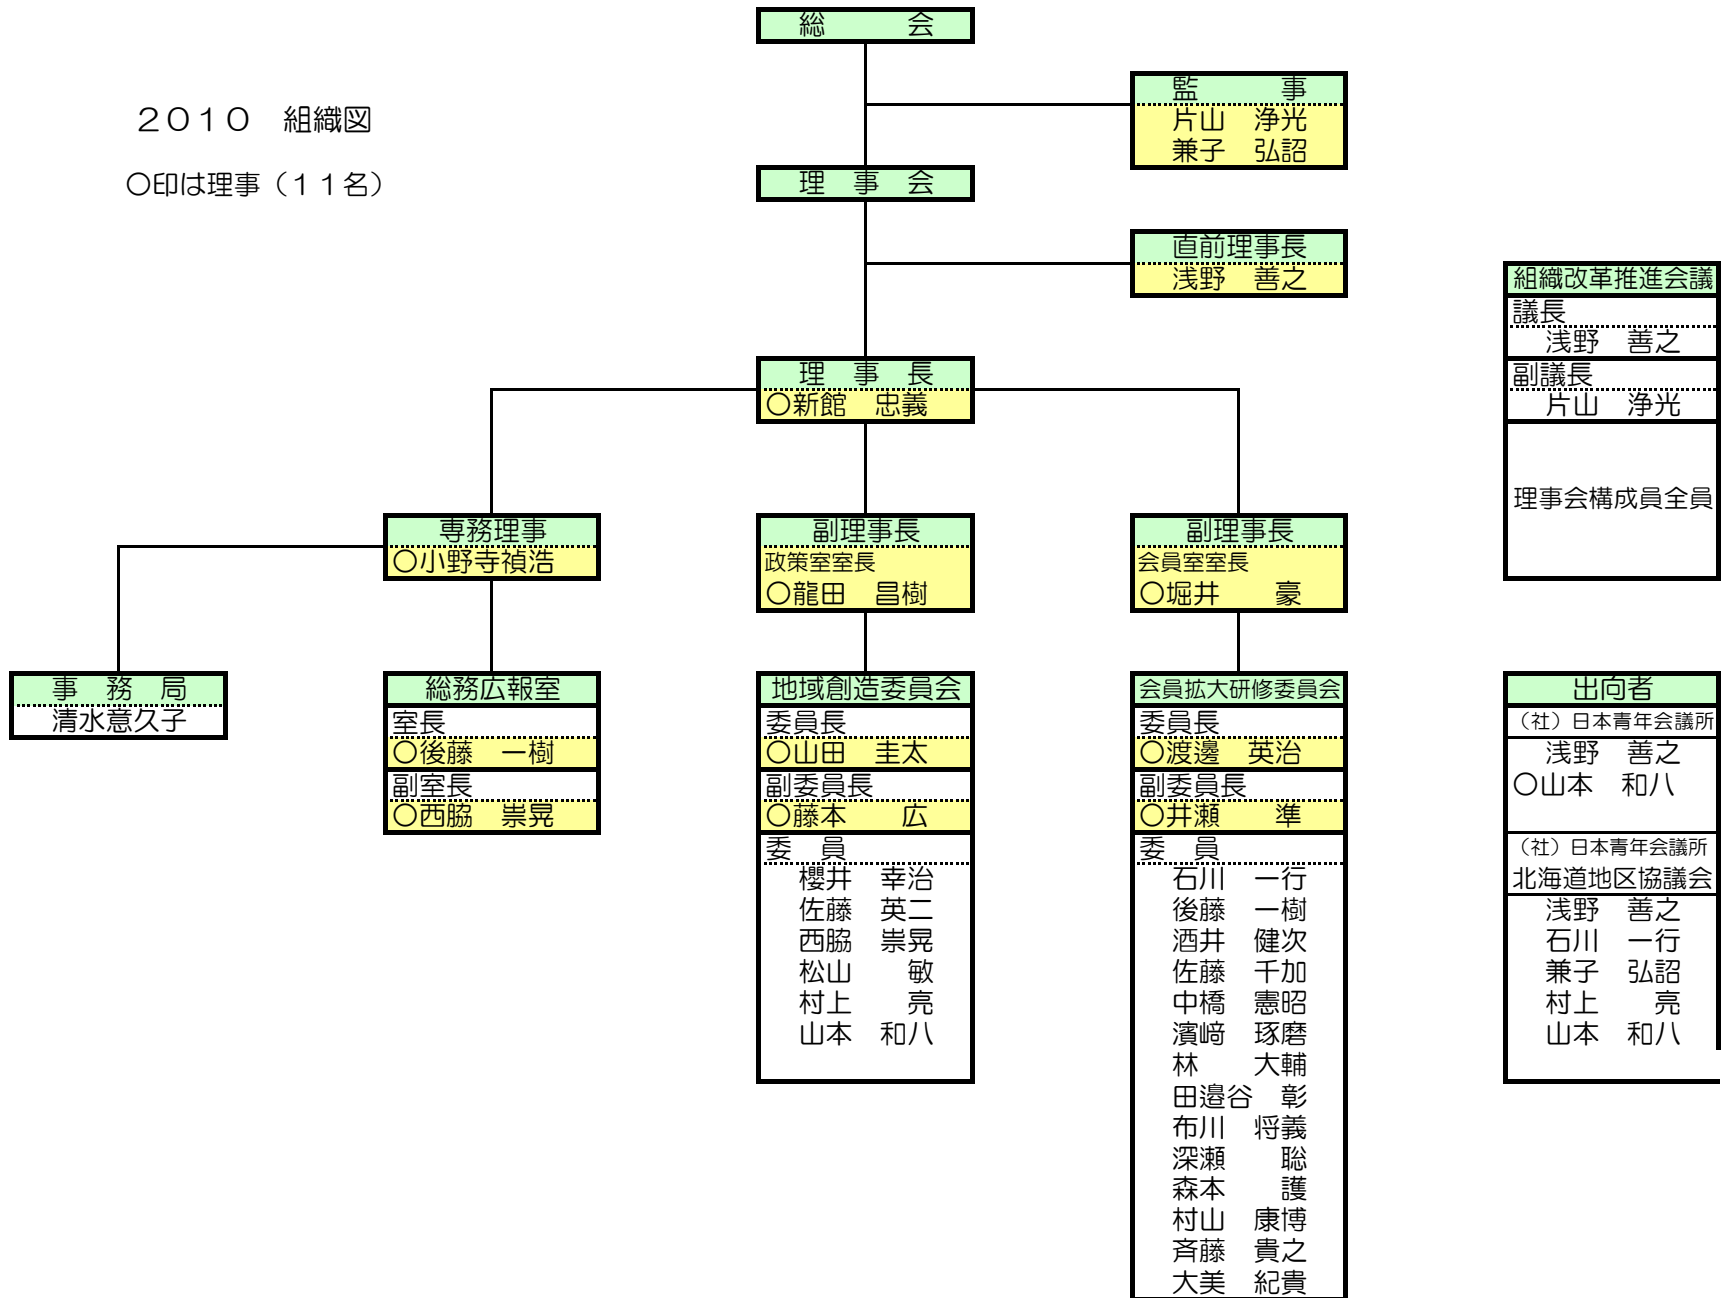 総　　　会
２０１０　組織図
〇印は理事（１１名）
監　　　事
片山　浄光
兼子　弘詔
理　事　会
直前理事長
浅野　善之
理　事　長
〇新館　忠義
専務理事
〇小野寺禎浩
副理事長
政策室室長
〇龍田　昌樹
副理事長
会員室室長
〇堀井　　豪
組織改革推進会議
議長
浅野　善之
副議長
片山　浄光
理事会構成員全員
事　務　局
清水意久子
総務広報室
室長
〇後藤　一樹
副室長
〇西脇　崇晃
地域創造委員会
委員長
〇山田　圭太
副委員長
〇藤本　　広
委　員
櫻井　幸治
佐藤　英二
西脇　崇晃
松山　　敏
村上　　亮
山本　和八
会員拡大研修委員会
委員長
〇渡邊　英治
副委員長
〇井瀬　　準
委　員
石川　一行
後藤　一樹
酒井　健次
佐藤　千加
中橋　憲昭
濱﨑　琢磨
林　　大輔
田邉谷　彰
布川　将義
深瀬　　聡
森本　　護
村山　康博
斉藤　貴之
大美　紀貴
出向者
（社）日本青年会議所
浅野　善之
〇山本　和八
（社）日本青年会議所
北海道地区協議会
浅野　善之
石川　一行
兼子　弘詔
村上　　亮
山本　和八